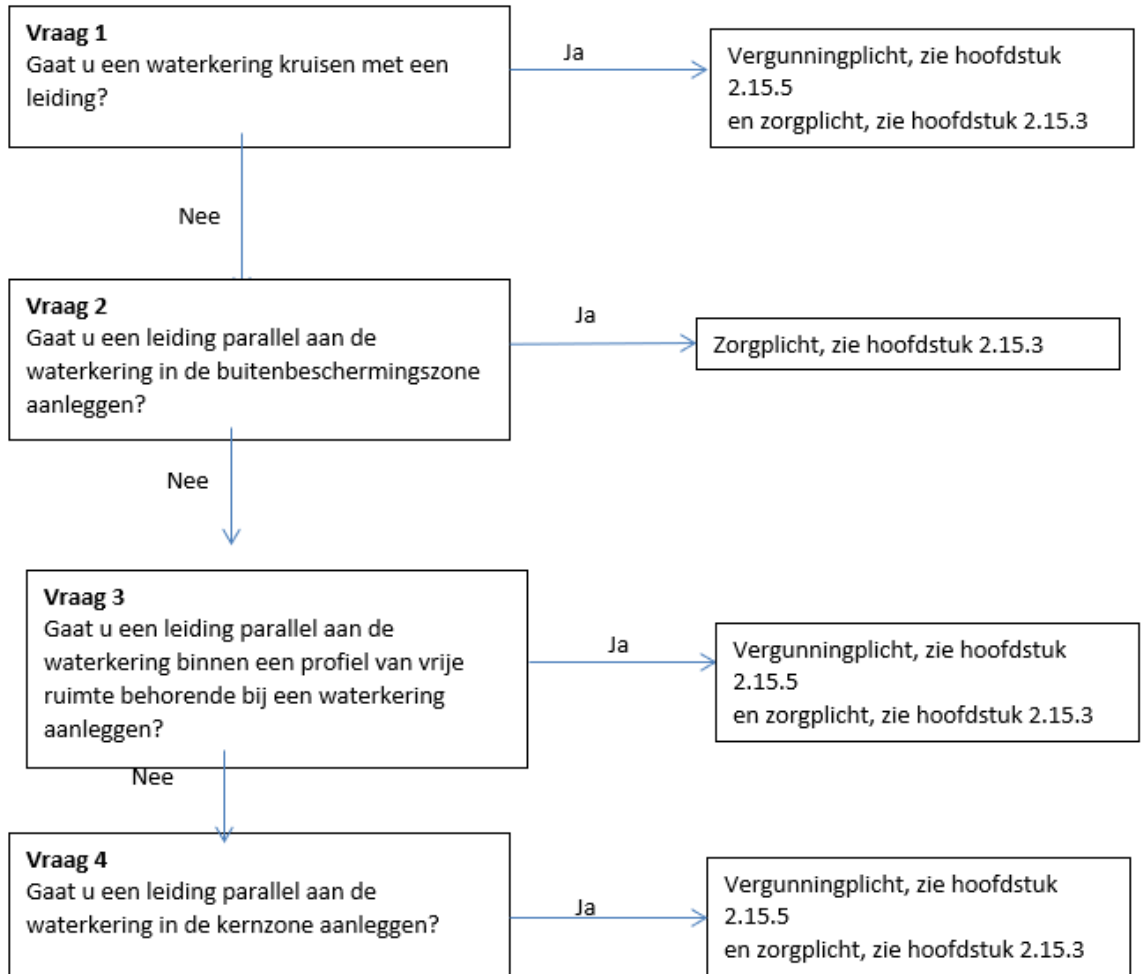 Vraag 1
Gaat u een waterkering kruisen met een
leiding?
Ja
Vergunningplicht, zie hoofdstuk
2.15.5
en zorgplicht, zie hoofdstuk 2.15.3
Nee
Vraag 2
Gaat u een leiding parallel aan de
waterkering in de buitenbeschermingszone
aanleggen?
Ja
Zorgplicht, zie hoofdstuk 2.15.3
Nee
Vraag 3
Gaat u een leiding parallel aan de
waterkering binnen een profiel van vrije
ruimte behorende bij een waterkering
aanleggen?
Ja
Vergunningplicht, zie hoofdstuk
2.15.5
en zorgplicht, zie hoofdstuk 2.15.3
Nee
Vraag 4
Gaat u een leiding parallel aan de
waterkering in de kernzone aanleggen?
Ja
Vergunningplicht, zie hoofdstuk
2.15.5
en zorgplicht, zie hoofdstuk 2.15.3